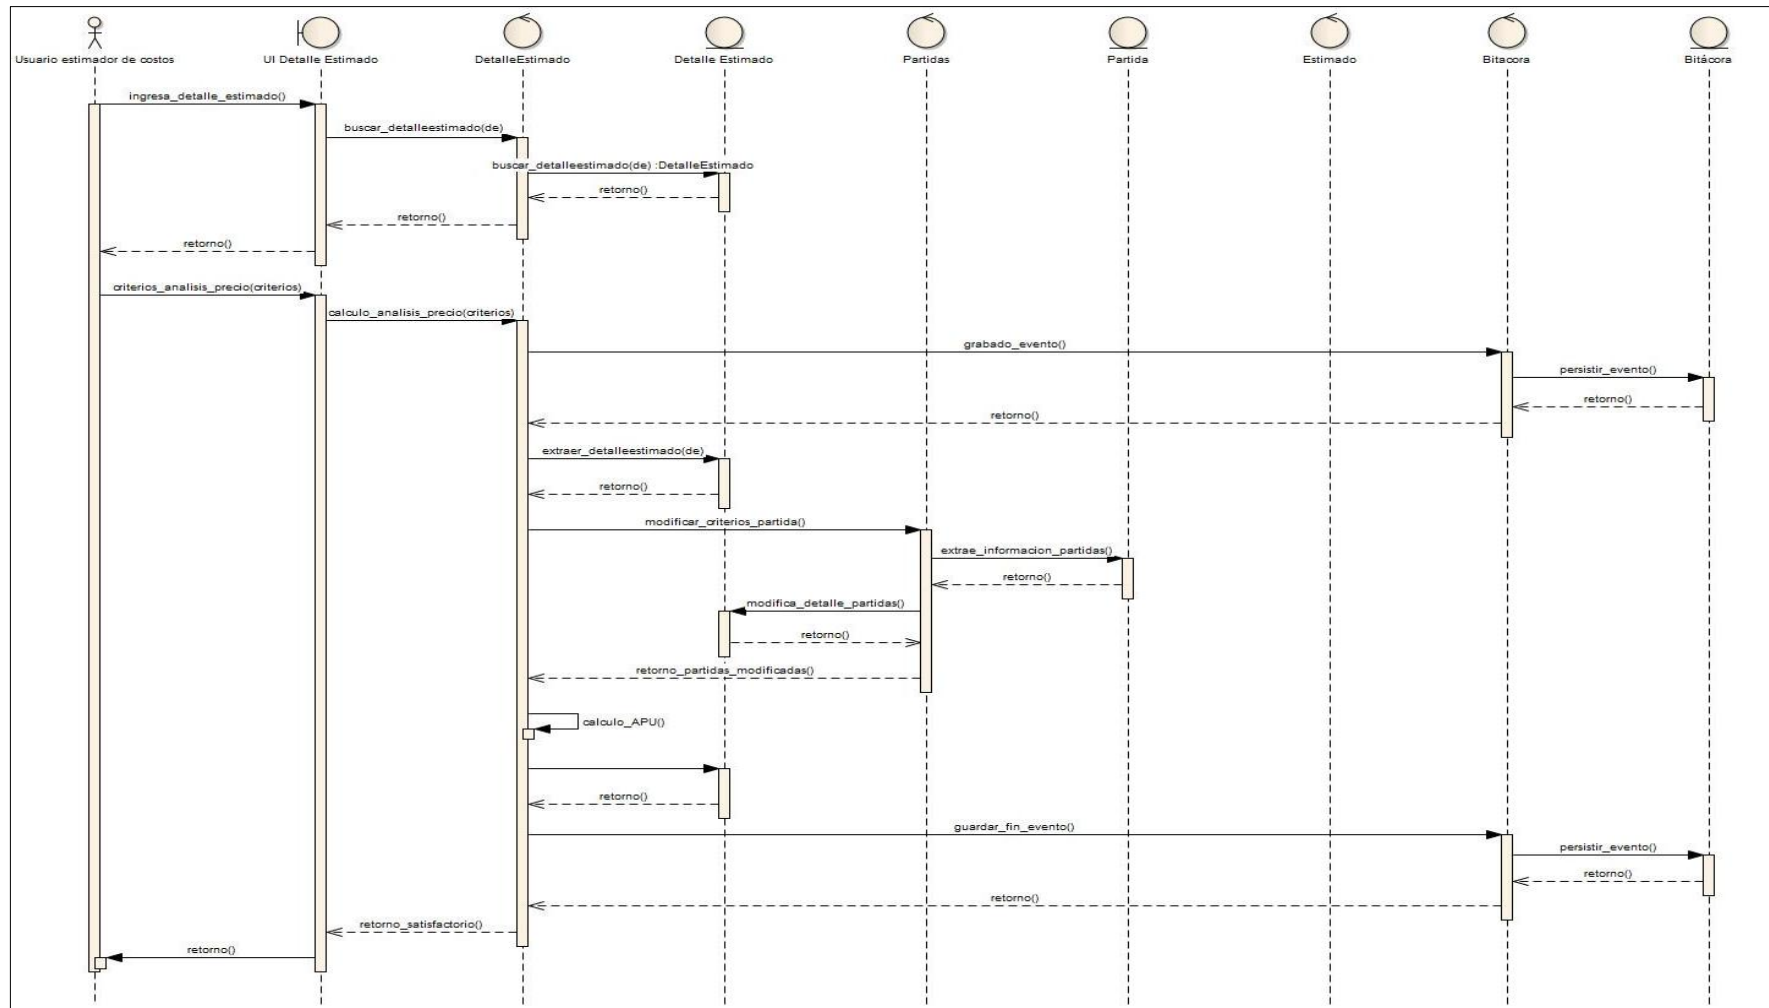 Usuario estimador de costos
UI Detalle Estimado
DetalleEstimado
Detalle Estimado
Partidas
Partida
Estimado
Bitacora
Bitácora
ingresa_detalle_estimado()
buscar_detalleestimado(de)
buscar_detalleestimado(de) :DetalleEstimado
retorno()
retorno()
retorno()
criterios_analisis_precio(criterios)
calculo_analisis_precio(criterios)
grabado_evento()
persistir_evento()
retorno()
retorno()
extraer_detalleestimado(de)
retorno()
modificar_criterios_partida()
extrae_informacion_partidas()
retorno()
modifica_detalle_partidas()
retorno()
retorno_partidas_modificadas()
calculo_APU()
retorno()
guardar_fin_evento()
persistir_evento()
retorno()
retorno()
retorno_satisfactorio()
retorno()